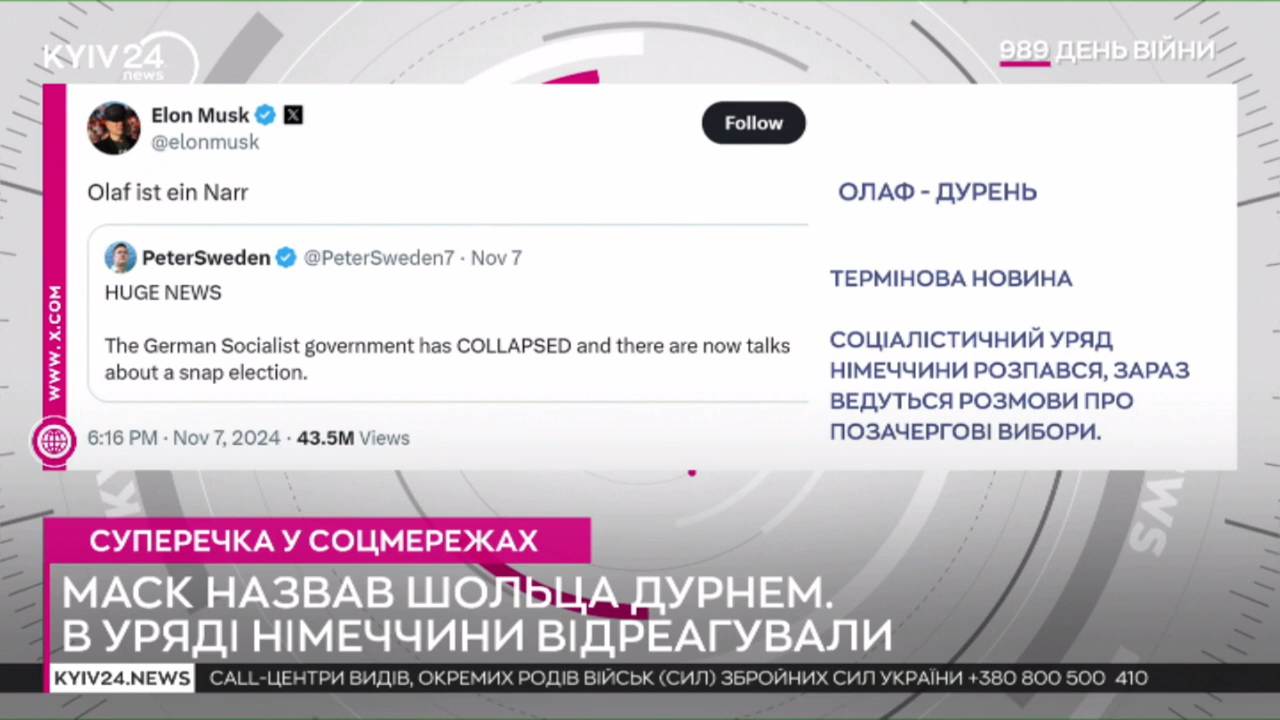 KYIV 24
news
989 ДЕНЬ ВІЙНИ
Elon Musk
@elonmusk
Follow
Olaf ist ein Narr
PeterSweden @PeterSweden7 · Nov 7
HUGE NEWS
The German Socialist government has COLLAPSED and there are now talks
about a snap election.
6:16 PM · Nov 7, 2024 · 43.5M Views
WWW. X.COM
ОЛАФ - ДУРЕНЬ
ТЕРМІНОВА НОВИНА
СОЦІАЛІСТИЧНИЙ УРЯД
НІМЕЧЧИНИ РОЗПАВСЯ, ЗАРАЗ
ВЕДУТЬСЯ РОЗМОВИ ПРО
ПОЗАЧЕРГОВІ ВИБОРИ.
СУПЕРЕЧКА У СОЦМЕРЕЖАХ
МАСК НАЗВАВ ШОЛЬЦА ДУРНЕМ.
В УРЯДІ НІМЕЧЧИНИ ВІДРЕАГУВАЛИ
KYIV24.NEWS CALL-ЦЕНТРИ ВИДІВ, ОКРЕМИХ РОДІВ ВІЙСЬК (СИЛ) ЗБРОЙНИХ СИЛ УКРАЇНИ +380 800 500 410